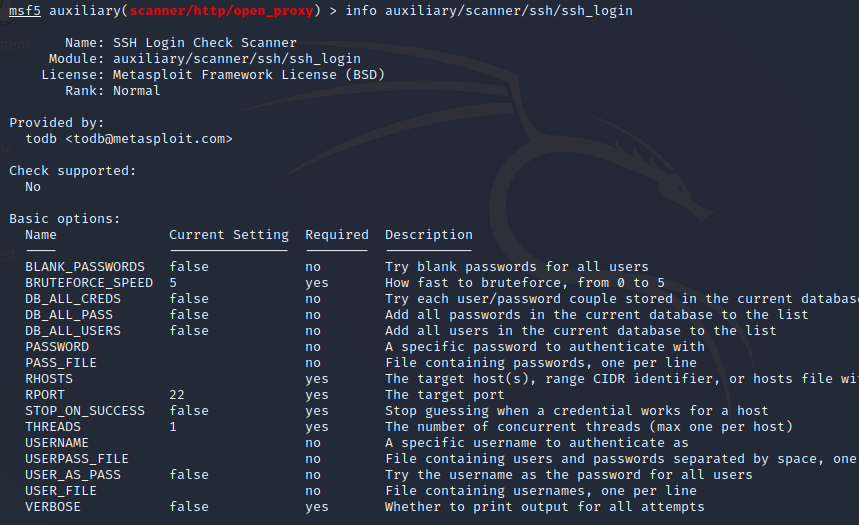 msf5 auxiliary(scanner/http/open_proxy) > info auxiliary/scanner/ssh/ssh_login
Name: SSH Login Check Scanner
Module: auxiliary/scanner/ssh/ssh_login
License: Metasploit Framework License (BSD)
Rank: Normal
Provided by:
todb <todb@metasploit.com>
Check supported:
No
Basic options:
Name Current Setting Required Description
BLANK_PASSWORDS false no Try blank passwords for all users
BRUTEFORCE_SPEED 5 yes How fast to bruteforce, from 0 to 5
DB_ALL_CREDS false no Try each user/password couple stored in the current database
DB_ALL_PASS false no Add all passwords in the current database to the list
DB_ALL_USERS false no Add all users in the current database to the list
PASSWORD no A specific password to authenticate with
PASS_FILE no File containing passwords, one per line
RHOSTS yes The target host(s), range CIDR identifier, or hosts file wi
RPORT 22 yes The target port
STOP_ON_SUCCESS false yes Stop guessing when a credential works for a host
THREADS 1 yes The number of concurrent threads (max one per host)
USERNAME no A specific username to authenticate as
USERPASS_FILE no File containing users and passwords separated by space, one
USER_AS_PASS false no Try the username as the password for all users
USER_FILE no File containing usernames, one per line
VERBOSE false yes Whether to print output for all attempts